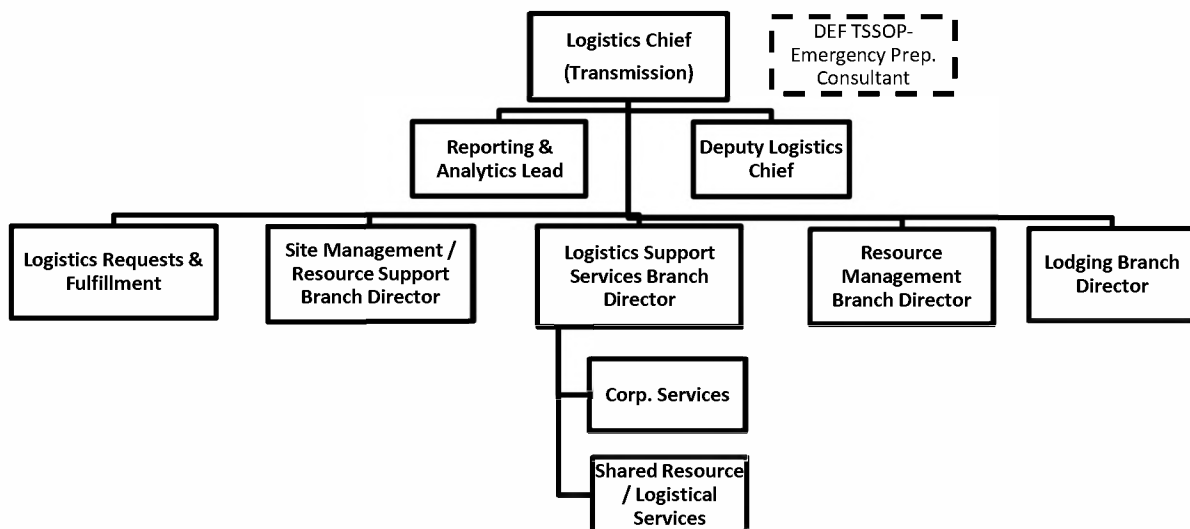 Logistics Chief
(Transmission)
DEF TSSOP-
Emergency Prep.
Consultant
Reporting &
Analytics Lead
Deputy Logistics
Chief
Logistics Requests &
Fulfillment
Site Management /
Resource Support
Branch Director
Logistics Support
Services Branch
Director
Resource
Management
Branch Director
Lodging Branch
Director
Corp. Services
Shared Resource
/ Logistical
Services